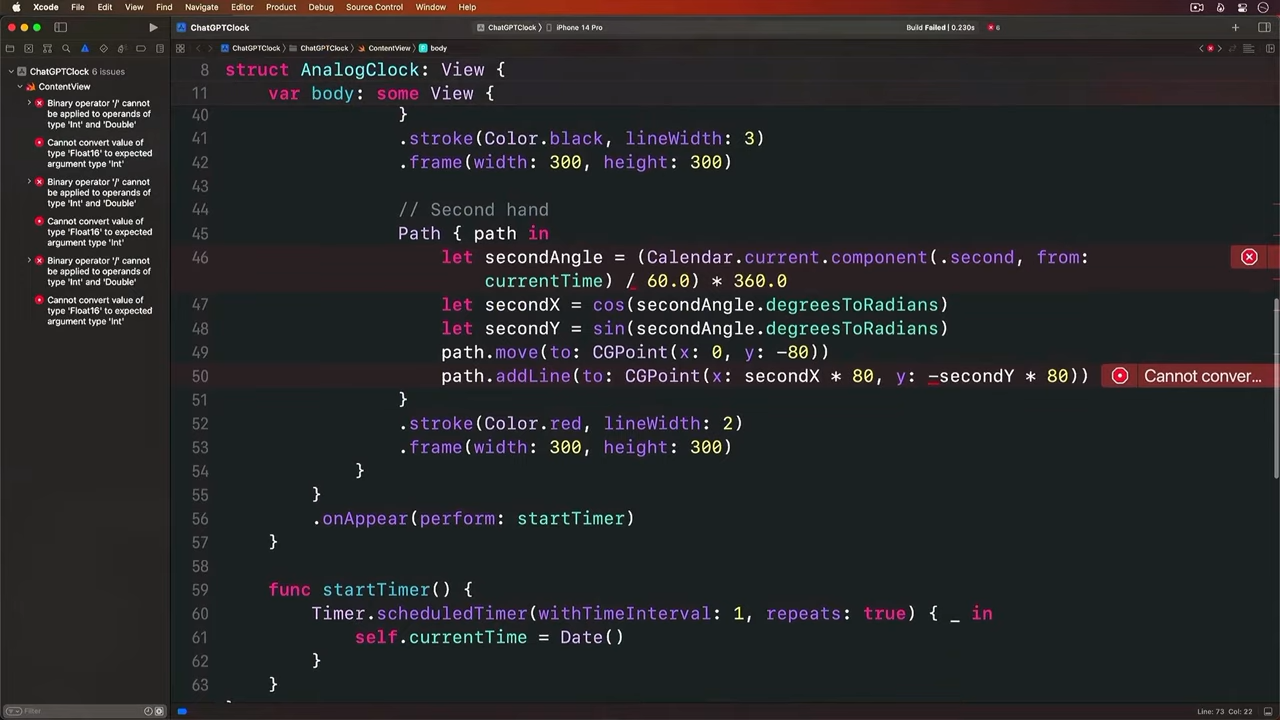 Xcode File Edit View Find Navigate Editor Product Debug Source Control Window Help
ChatGPTClock
ChatGPTClock 〉 iPhone 14 Pro
Build Failed | 0.230s
6
ChatGPTClock 〉 ChatGPTClock 〉 ContentView 〉 body
ChatGPTClock 6 issues
ContentView
Binary operator '/' cannot
be applied to operands of
type 'Int' and 'Double'
Cannot convert value of
type 'Float16' to expected
argument type 'Int'
Binary operator '/' cannot
be applied to operands of
type 'Int' and 'Double'
Cannot convert value of
type 'Float16' to expected
argument type 'Int'
Binary operator '/' cannot
be applied to operands of
type 'Int' and 'Double'
Cannot convert value of
type 'Float16' to expected
argument type 'Int'
Filter
8 struct AnalogClock: View {
11 var body: some View {
40 }
41 .stroke(Color.black, lineWidth: 3)
42 .frame(width: 300, height: 300)
43
44 // Second hand
45 Path { path in
46 let secondAngle = (Calendar.current.component(.second, from:
currentTime) / 60.0) * 360.0
47 let secondX = cos(secondAngle.degreesToRadians)
48 let secondY = sin(secondAngle.degreesToRadians)
49 path.move(to: CGPoint(x: 0, y: -80))
50 path.addLine(to: CGPoint(x: secondX * 80, y: -secondY * 80)) Cannot conver...
51 }
52 .stroke(Color.red, lineWidth: 2)
53 .frame(width: 300, height: 300)
54 }
55 }
56 .onAppear(perform: startTimer)
57 }
58
59 func startTimer() {
60 Timer.scheduledTimer(withTimeInterval: 1, repeats: true) { _ in
61 self.currentTime = Date()
62 }
63 }
Line: 73 Col: 22